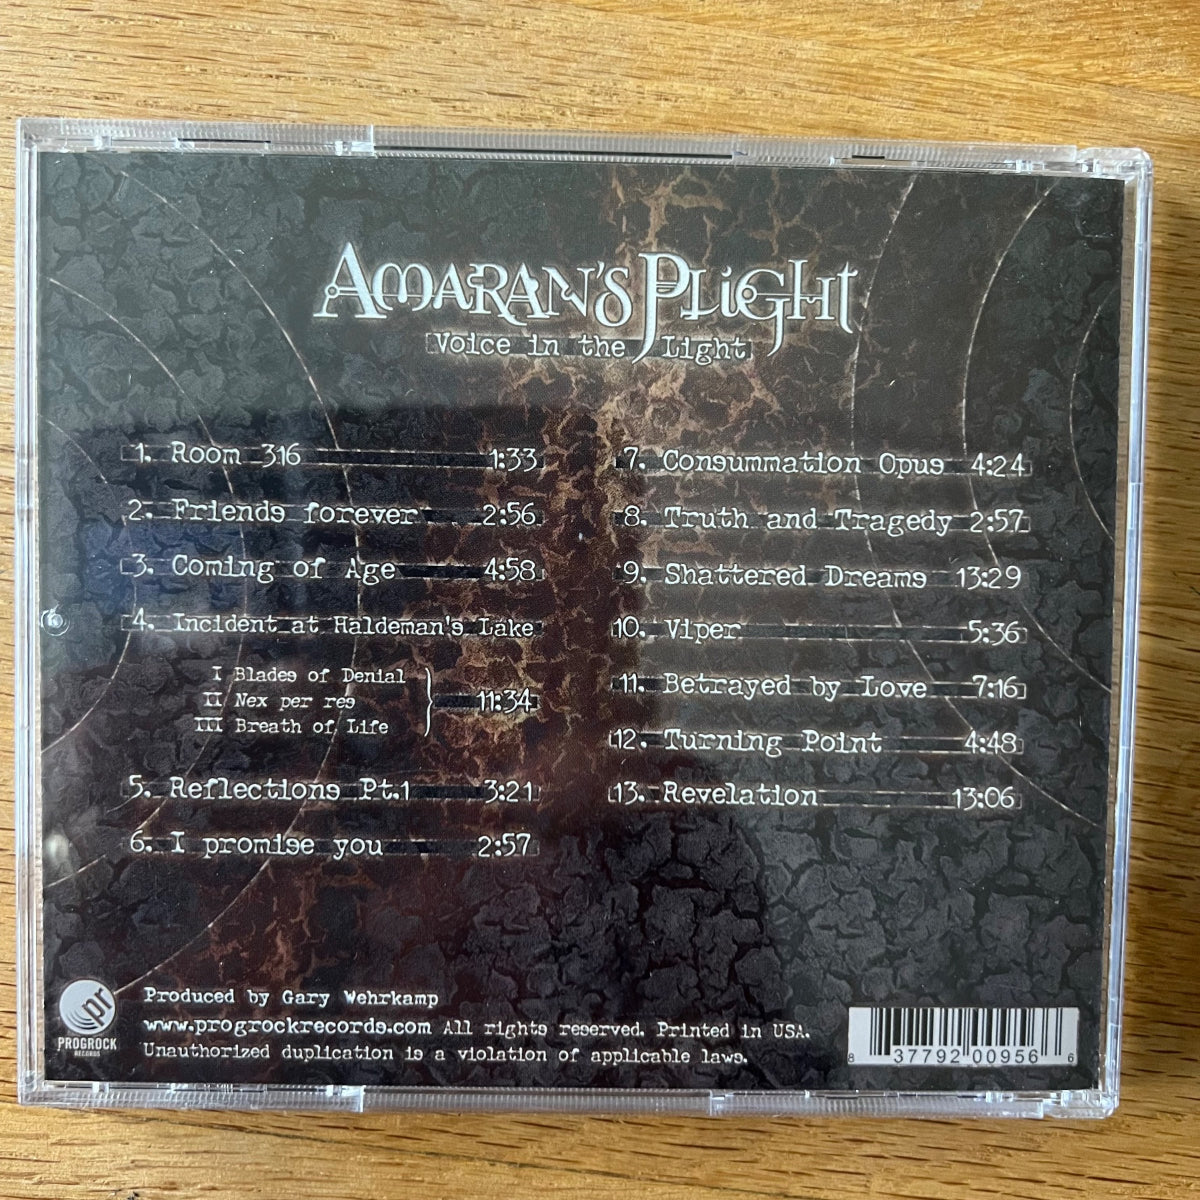 AMARAN'S PLIGHT
Voice in the Light
1. Room 316 1:33
2. Friends forever 2:56
3. Coming of Age 4:58
4. Incident at Haldeman's Lake
I Blades of Denial
II Nex per res 11:34
III Breath of Life
5. Reflections Pt.1 3:21
6. I promise you 2:57
7. Consummation Opus 4:24
8. Truth and Tragedy 2:57
9. Shattered Dreams 13:29
10. Viper 5:36
11. Betrayed by Love 7:16
12. Turning Point 4:48
13. Revelation 13:06
pr
PROGROCK
RECORDS
Produced by Gary Wehrkamp
www.progrockrecords.com All rights reserved. Printed in USA.
Unauthorized duplication is a violation of applicable laws.
8 37792 00956 6